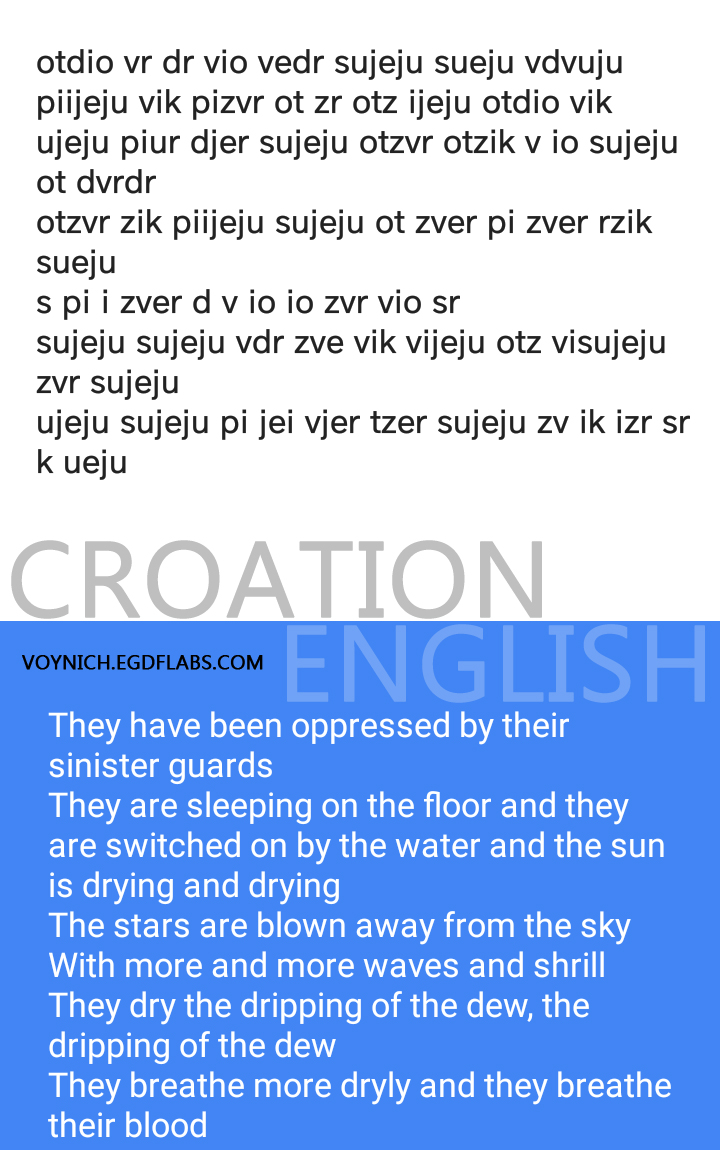 otdio vr dr vio vedr sujeju sueju vdvuju
piijeju vik pizvr ot zr otz ijeju otdio vik
ujeju piur djer sujeju otzvr otzik v io sujeju
ot dvrdr
otzvr zik piijeju sujeju ot zver pi zver rzik
sueju
s pi i zver d v io io zvr vio sr
sujeju sujeju vdr zve vik vijeju otz visujeju
zvr sujeju
ujeju sujeju pi jei vjer tzer sujeju zv ik izr sr
k ueju
CROATION
ENGLISH
VOYNICH.EGDFLABS.COM
They have been oppressed by their
sinister guards
They are sleeping on the floor and they
are switched on by the water and the sun
is drying and drying
The stars are blown away from the sky
With more and more waves and shrill
They dry the dripping of the dew, the
dripping of the dew
They breathe more dryly and they breathe
their blood